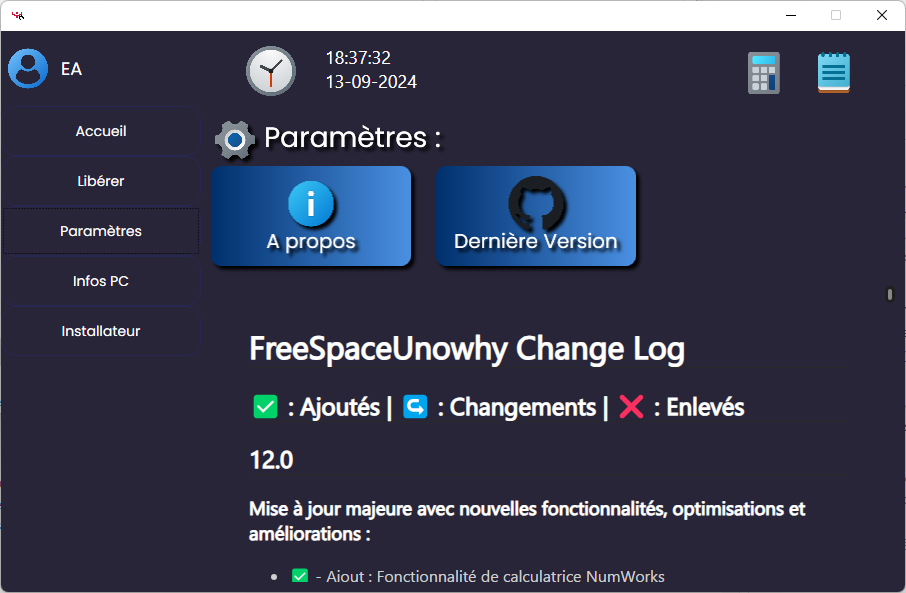 EA
18:37:32
13-09-2024
Accueil
Libérer
Paramètres
Infos PC
Installateur
Paramètres :
A propos
Dernière Version
FreeSpaceUnowhy Change Log
: Ajoutés | : Changements | : Enlevés
12.0
Mise à jour majeure avec nouvelles fonctionnalités, optimisations et
améliorations :
- Ajout : Fonctionnalité de calculatrice NumWorks